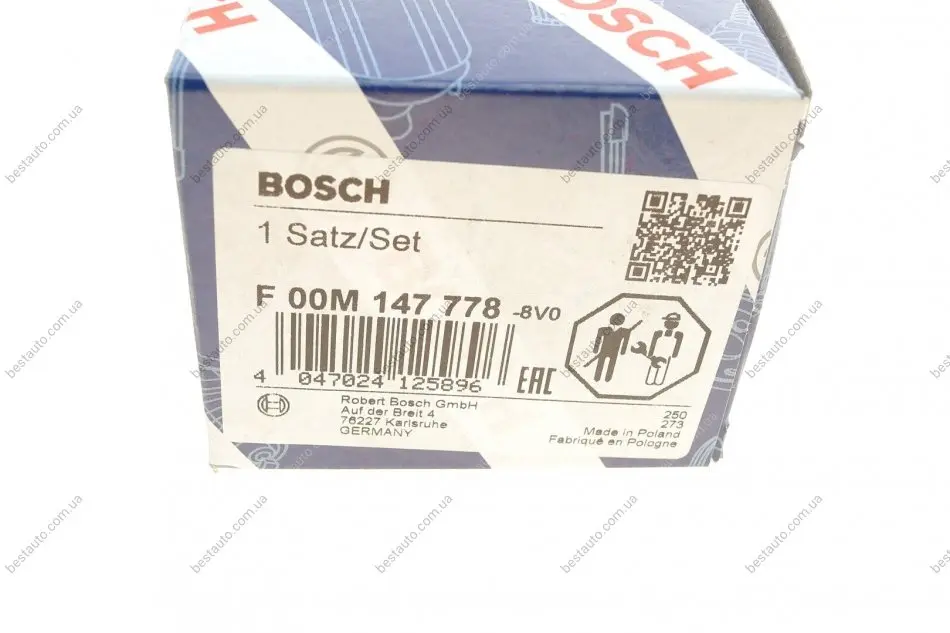 H
BOSCH
BOSCH
1 Satz/Set
F 00M 147 778 -8V0
4 047024 125896
EAC
Robert Bosch GmbH
Auf der Breit 4
76227 Karlsruhe
GERMANY
250
273
Made in Poland
Fabriqué en Pologne
bestauto.com.ua